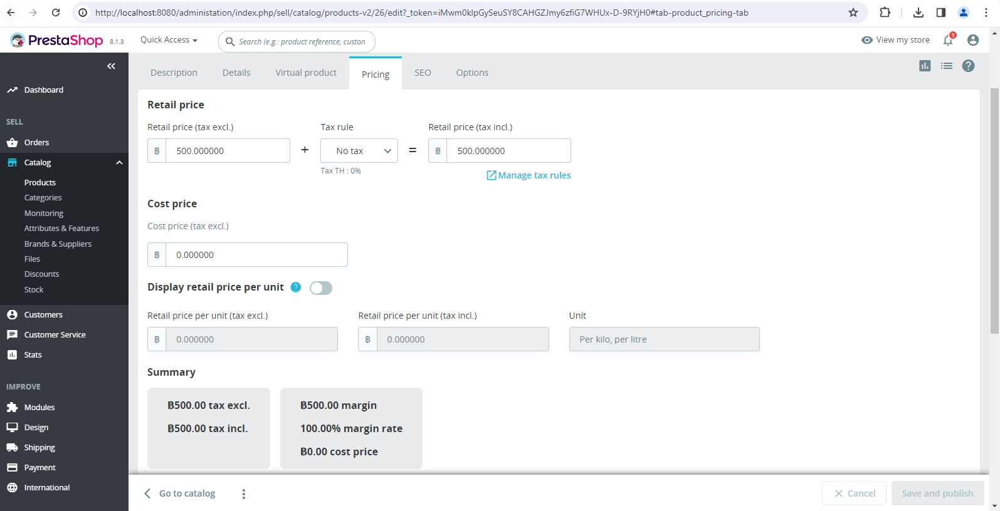 http://localhost:8080/administation/index.php/sell/catalog/products-v2/26/edit?_token=iMwm0klpGySeuSY8CAHGZJmy6zfiG7WHUx-D-9RYjH0#tab-product_pricing-tab
PrestaShop 8.1.3
Quick Access
Search (e.g.: product reference, custon
View my store
1
Dashboard
SELL
Orders
Catalog
Products
Categories
Monitoring
Attributes & Features
Brands & Suppliers
Files
Discounts
Stock
Customers
Customer Service
Stats
IMPROVE
Modules
Design
Shipping
Payment
International
Description Details Virtual product Pricing SEO Options
Retail price
Retail price (tax excl.) Tax rule Retail price (tax incl.)
฿ 500.000000 + No tax = ฿ 500.000000
Tax TH : 0%
Manage tax rules
Cost price
Cost price (tax excl.)
฿ 0.000000
Display retail price per unit ?
Retail price per unit (tax excl.) Retail price per unit (tax incl.) Unit
฿ 0.000000 ฿ 0.000000 Per kilo, per litre
Summary
฿500.00 tax excl.
฿500.00 tax incl.
฿500.00 margin
100.00% margin rate
฿0.00 cost price
Go to catalog
Cancel
Save and publish